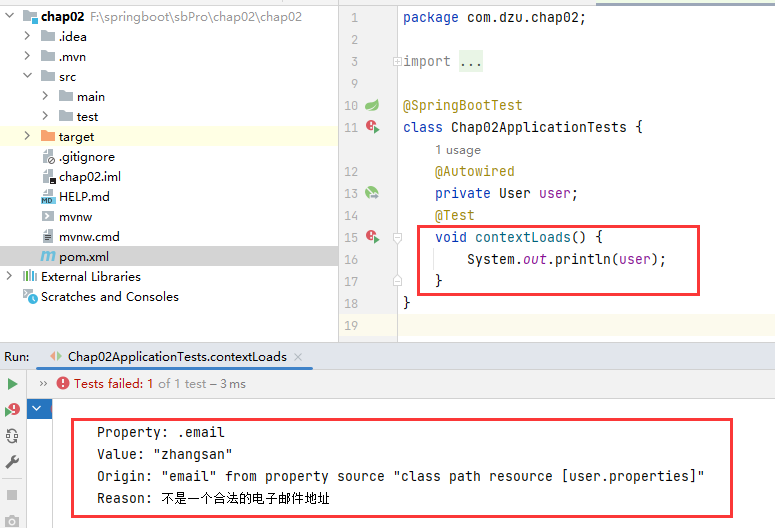 chap02 F:\springboot\sbPro\chap02\chap02
.idea
.mvn
src
main
test
target
.gitignore
chap02.iml
HELP.md
mvnw
mvnw.cmd
pom.xml
External Libraries
Scratches and Consoles
1 package com.dzu.chap02;
2
3 import ...
9
10 @SpringBootTest
11 class Chap02ApplicationTests {
1 usage
12 @Autowired
13 private User user;
14 @Test
15 void contextLoads() {
16 System.out.println(user);
17 }
18 }
19
Run: Chap02ApplicationTests.contextLoads ×
» Tests failed: 1 of 1 test – 3 ms
Property: .email
Value: "zhangsan"
Origin: "email" from property source "class path resource [user.properties]"
Reason: 不是一个合法的电子邮件地址